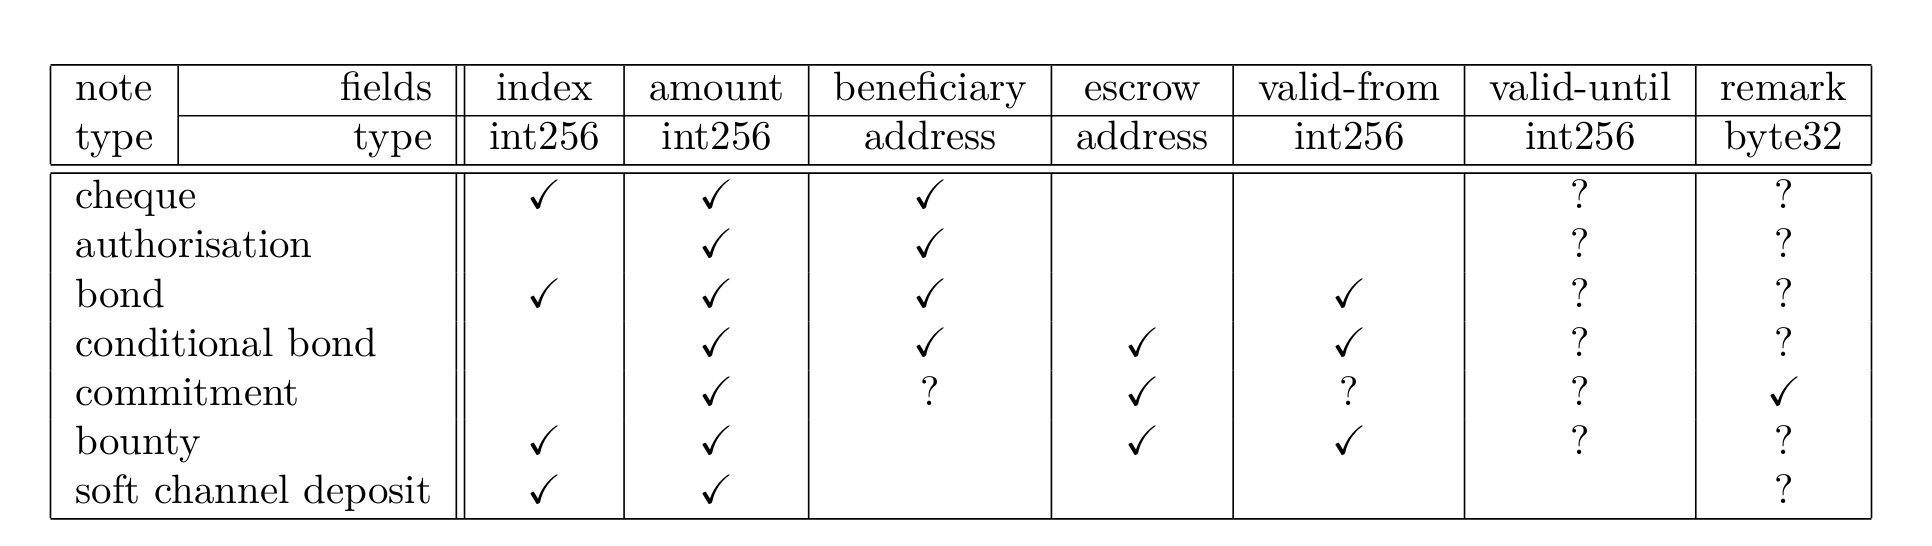 note fields index amount beneficiary escrow valid-from valid-until remark
type type int256 int256 address address int256 int256 byte32
cheque ✓ ✓ ✓ ? ?
authorisation ✓ ✓ ? ?
bond ✓ ✓ ✓ ✓ ? ?
conditional bond ✓ ✓ ✓ ✓ ? ?
commitment ✓ ? ✓ ? ? ✓
bounty ✓ ✓ ✓ ✓ ? ?
soft channel deposit ✓ ✓ ?